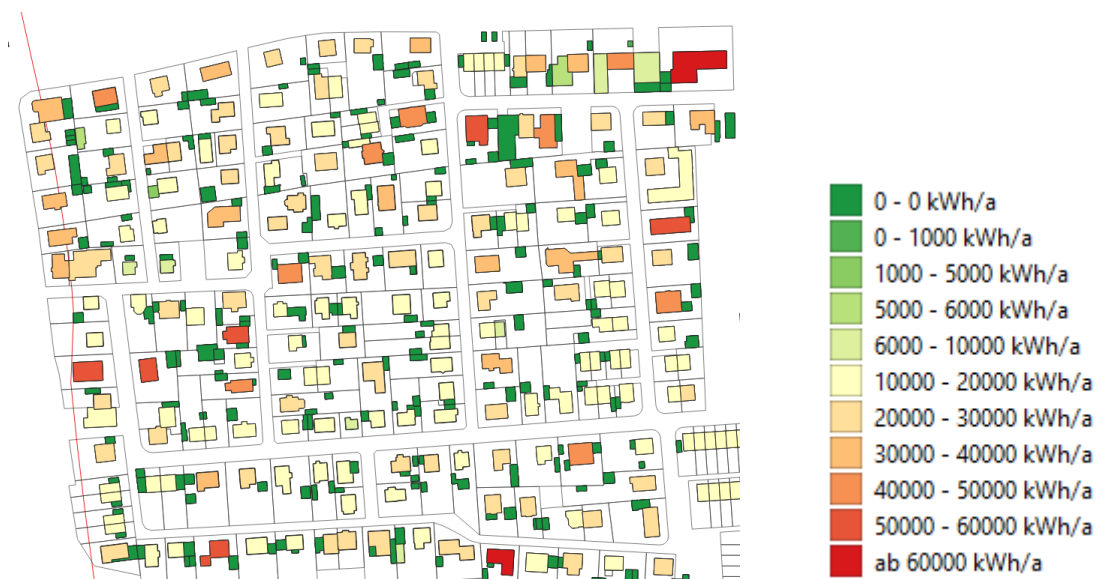 0 - 0 kWh/a
0 - 1000 kWh/a
1000 - 5000 kWh/a
5000 - 6000 kWh/a
6000 - 10000 kWh/a
10000 - 20000 kWh/a
20000 - 30000 kWh/a
30000 - 40000 kWh/a
40000 - 50000 kWh/a
50000 - 60000 kWh/a
ab 60000 kWh/a